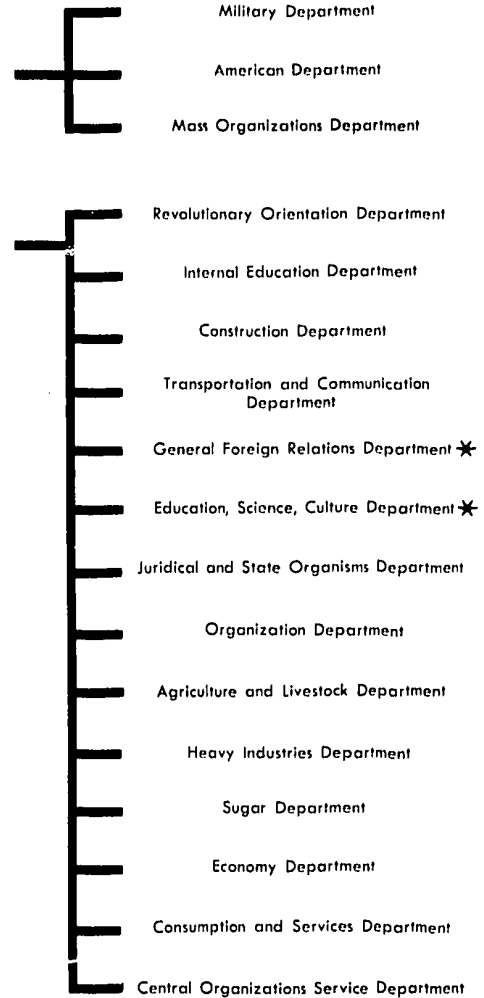 Military Department
American Department
Mass Organizations Department
Revolutionary Orientation Department
Internal Education Department
Construction Department
Transportation and Communication
Department
General Foreign Relations Department *
Education, Science, Culture Department *
Juridical and State Organisms Department
Organization Department
Agriculture and Livestock Department
Heavy Industries Department
Sugar Department
Economy Department
Consumption and Services Department
Central Organizations Service Department